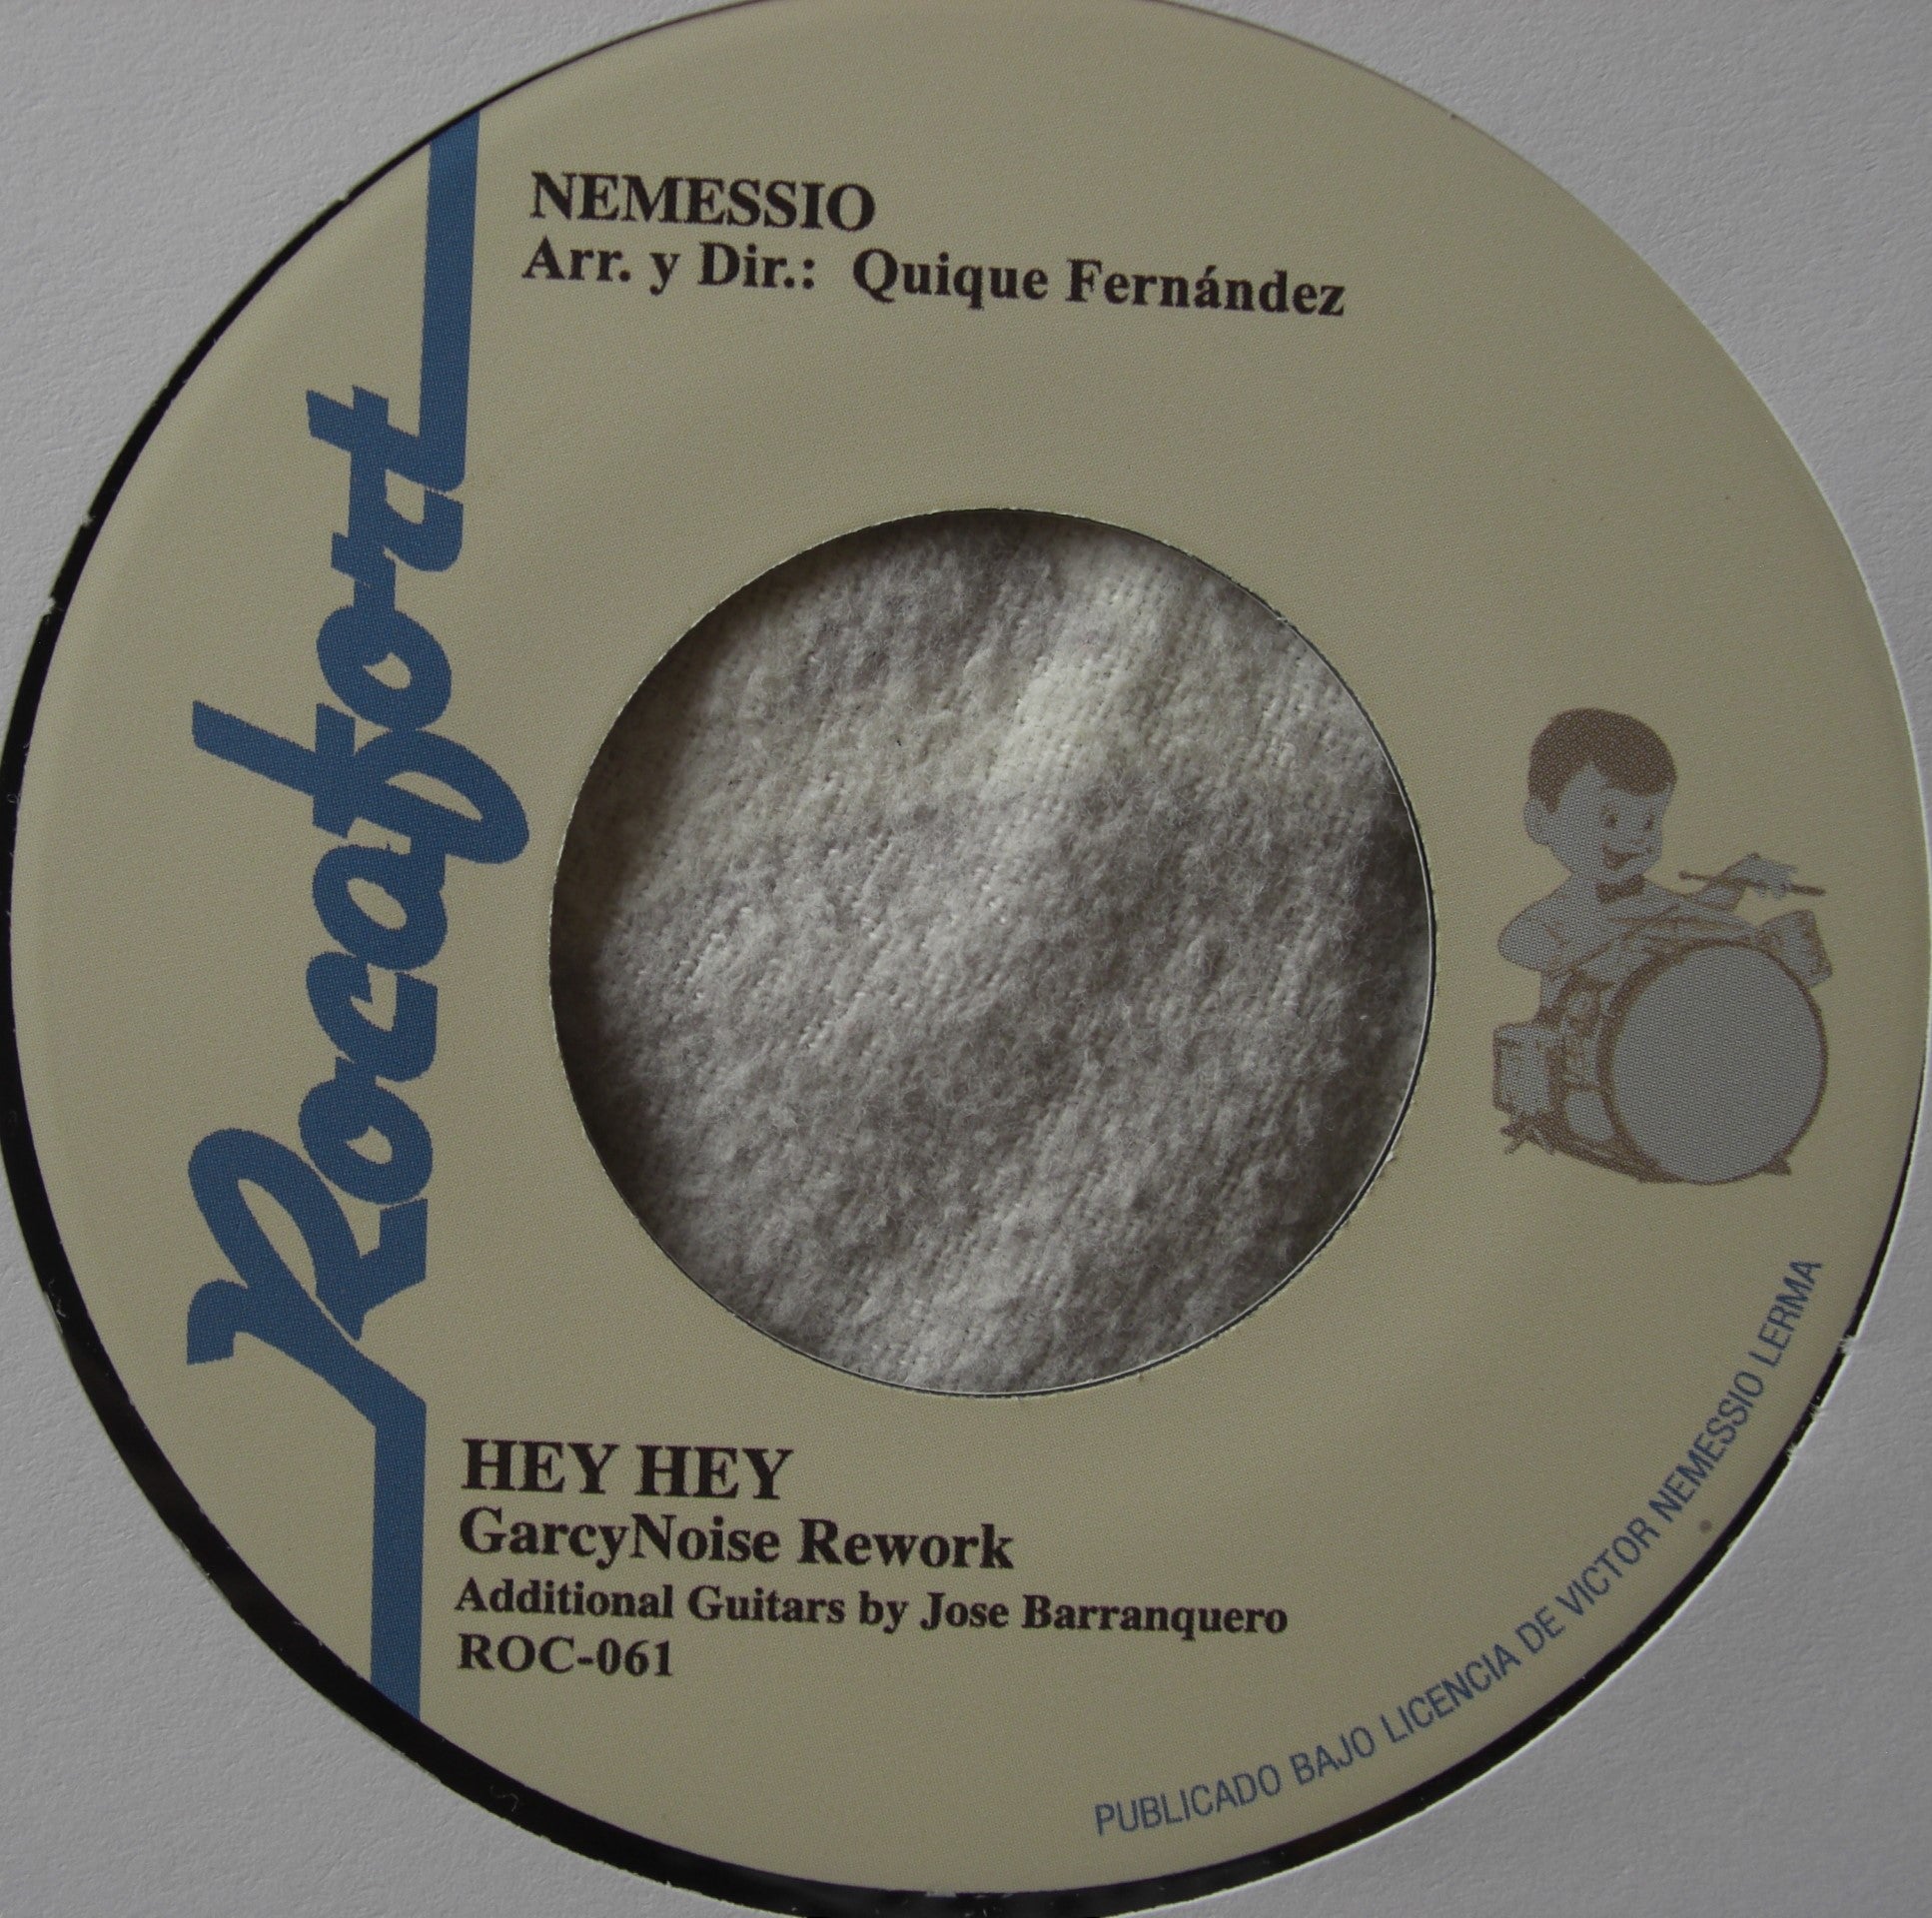 NEMESSIO
Arr. y Dir.: Quique Fernández
Rocafort
HEY HEY
GarcyNoise Rework
Additional Guitars by Jose Barranquero
ROC-061
PUBLICADO BAJO LICENCIA DE VICTOR NEMESSIO LERMA